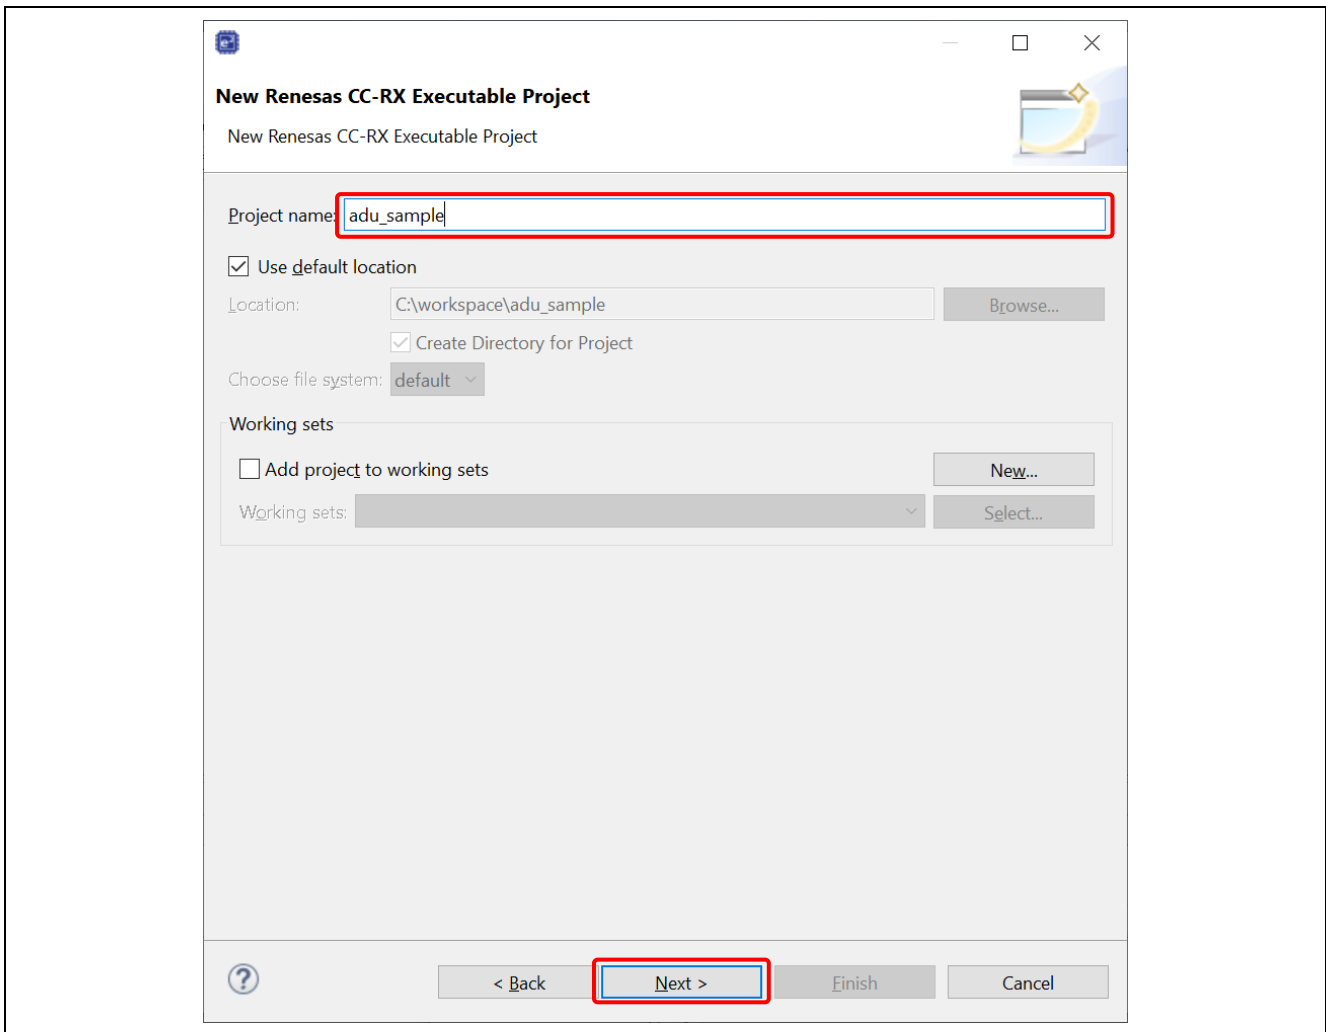 New Renesas CC-RX Executable Project
New Renesas CC-RX Executable Project
Project name: adu_sample
Use default location
Location: C:\workspace\adu_sample Browse...
Create Directory for Project
Choose file system: default
Working sets
Add project to working sets New...
Working sets: Select...
? < Back Next > Finish Cancel